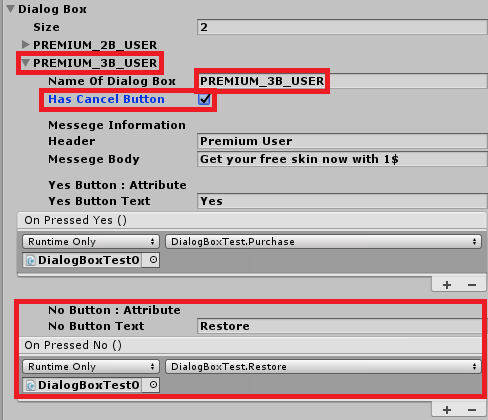 Dialog Box
Size 2
PREMIUM_2B_USER
PREMIUM_3B_USER
Name Of Dialog Box PREMIUM_3B_USER
Has Cancel Button
Messege Information
Header Premium User
Messege Body Get your free skin now with 1$
Yes Button : Attribute
Yes Button Text Yes
On Pressed Yes ()
Runtime Only DialogBoxTest.Purchase
DialogBoxTest0
+ −
No Button : Attribute
No Button Text Restore
On Pressed No ()
Runtime Only DialogBoxTest.Restore
DialogBoxTest0
+ −